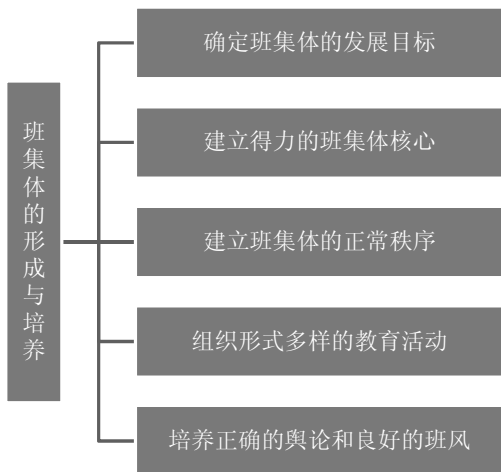 班集体的形成与培养
确定班集体的发展目标
建立得力的班集体核心
建立班集体的正常秩序
组织形式多样的教育活动
培养正确的舆论和良好的班风